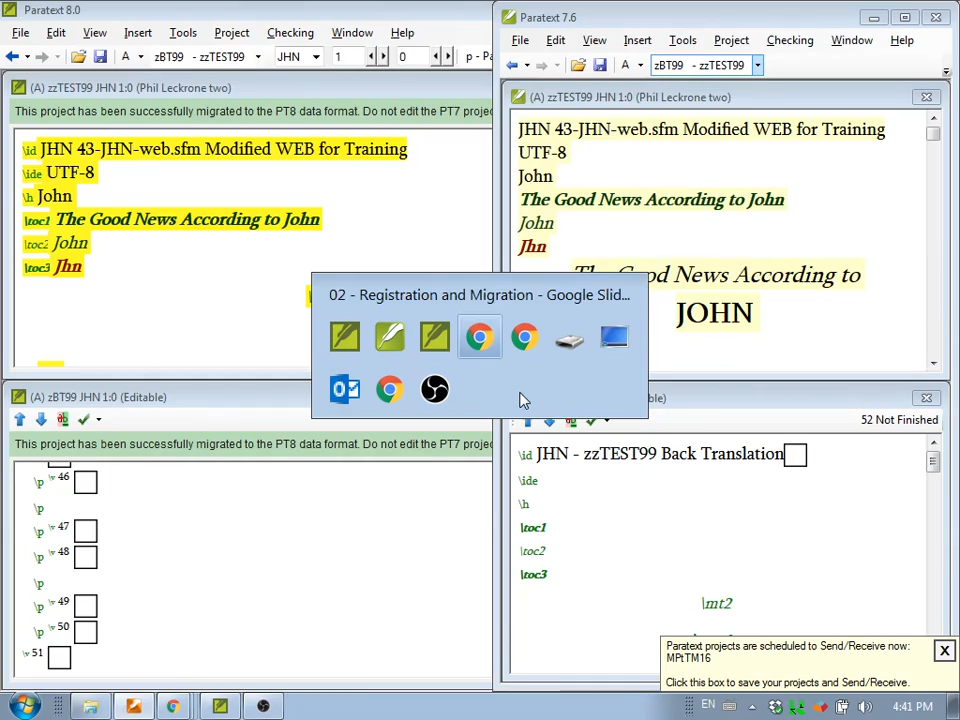 Paratext 8.0
File Edit View Insert Tools Project Checking Window Help
A zBT99 - zzTEST99 JHN 1 0 p - Pa
(A) zzTEST99 JHN 1:0 (Phil Leckrone two)
This project has been successfully migrated to the PT8 data format. Do not edit the PT7 projec
\id JHN 43-JHN-web.sfm Modified WEB for Training
\ide UTF-8
\h John
\toc1 The Good News According to John
\toc2 John
\toc3 Jhn
Paratext 7.6
File Edit View Insert Tools Project Checking Window Help
A zBT99 - zzTEST99
(A) zzTEST99 JHN 1:0 (Phil Leckrone two)
JHN 43-JHN-web.sfm Modified WEB for Training
UTF-8
John
The Good News According to John
John
Jhn
The Good News According to
JOHN
02 - Registration and Migration - Google Slid...
(A) zBT99 JHN 1:0 (Editable)
This project has been successfully migrated to the PT8 data format. Do not edit the PT7 projec
\p \v 46
\p
\p \v 47
\p \v 48
\p
\p \v 49
\p \v 50
\v 51
52 Not Finished
\id JHN - zzTEST99 Back Translation
\ide
\h
\toc1
\toc2
\toc3
\mt2
Paratext projects are scheduled to Send/Receive now:
MPtTM16
Click this box to save your projects and Send/Receive.
X
EN
4:41 PM